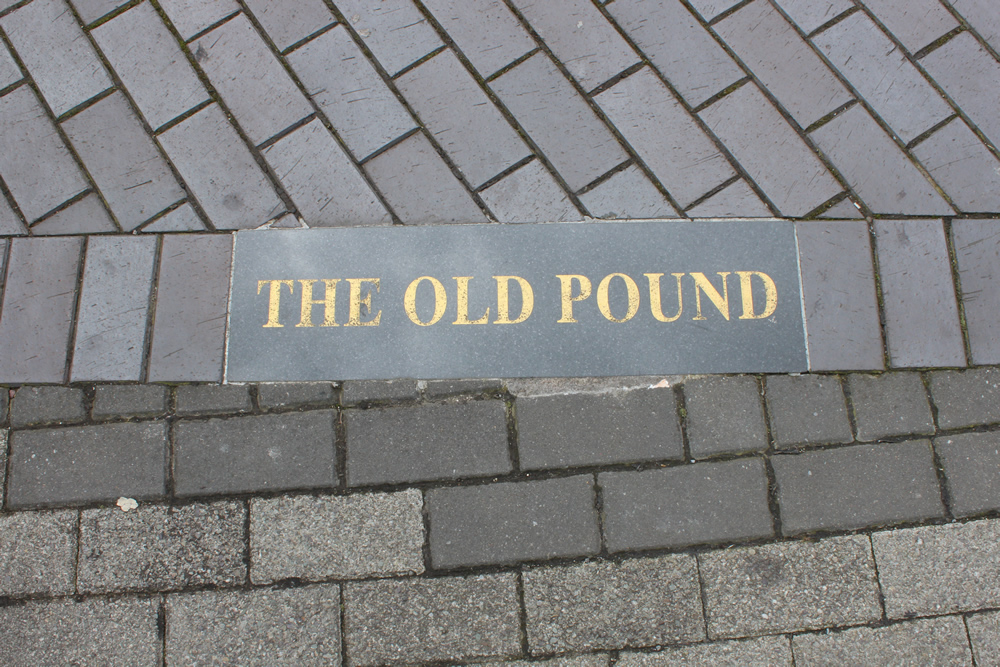 THE OLD POUND